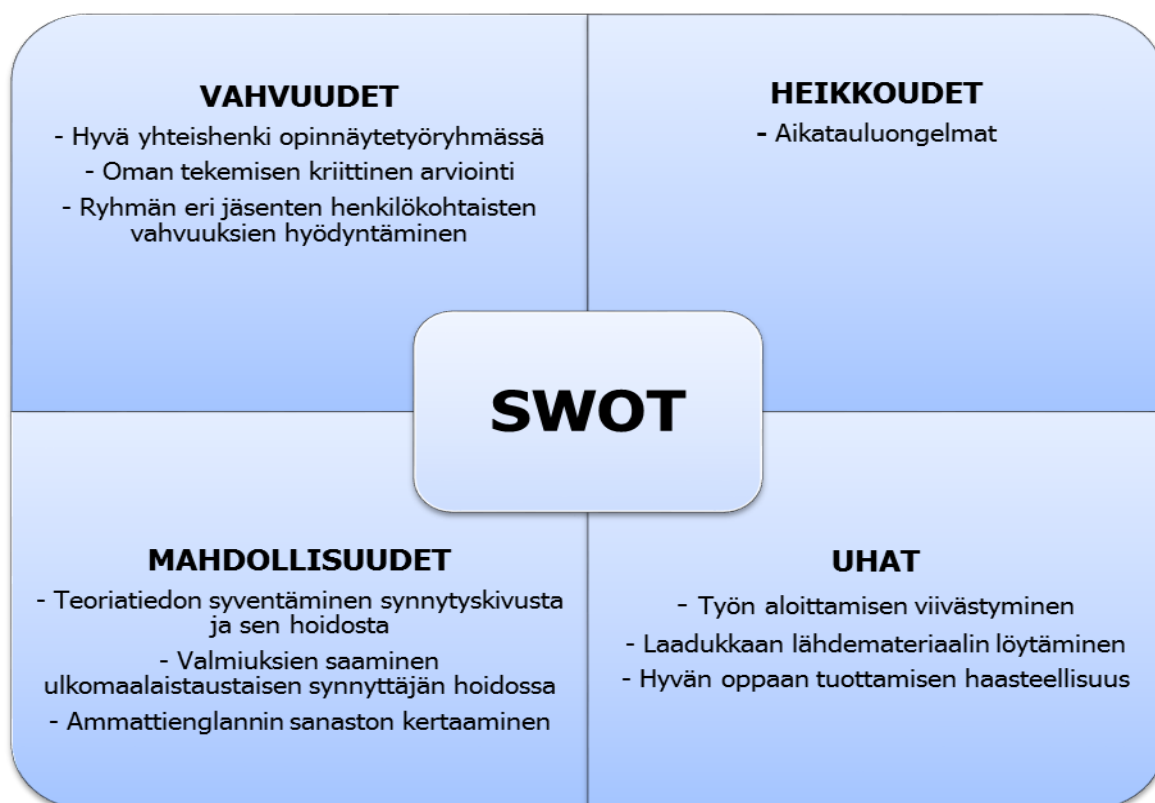 VAHVUUDET
- Hyvä yhteishenki opinnäytetyöryhmässä
- Oman tekemisen kriittinen arviointi
- Ryhmän eri jäsenten henkilökohtaisten
vahvuuksien hyödyntäminen
HEIKKOUDET
- Aikatauluongelmat
SWOT
MAHDOLLISUUDET
- Teoriatiedon syventäminen synnytyskivusta
ja sen hoidosta
- Valmiuksien saaminen
ulkomaalaistaustaisen synnyttäjän hoidossa
- Ammattienglannin sanaston kertaaminen
UHAT
- Työn aloittamisen viivästyminen
- Laadukkaan lähdemateriaalin löytäminen
- Hyvän oppaan tuottamisen haasteellisuus